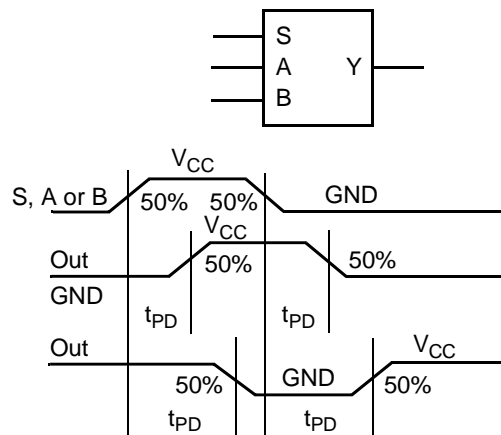 S
A Y
B
V_CC
S, A or B 50% 50% GND
V_CC
Out 50% 50%
GND t_PD t_PD
Out V_CC
50% GND 50%
t_PD t_PD